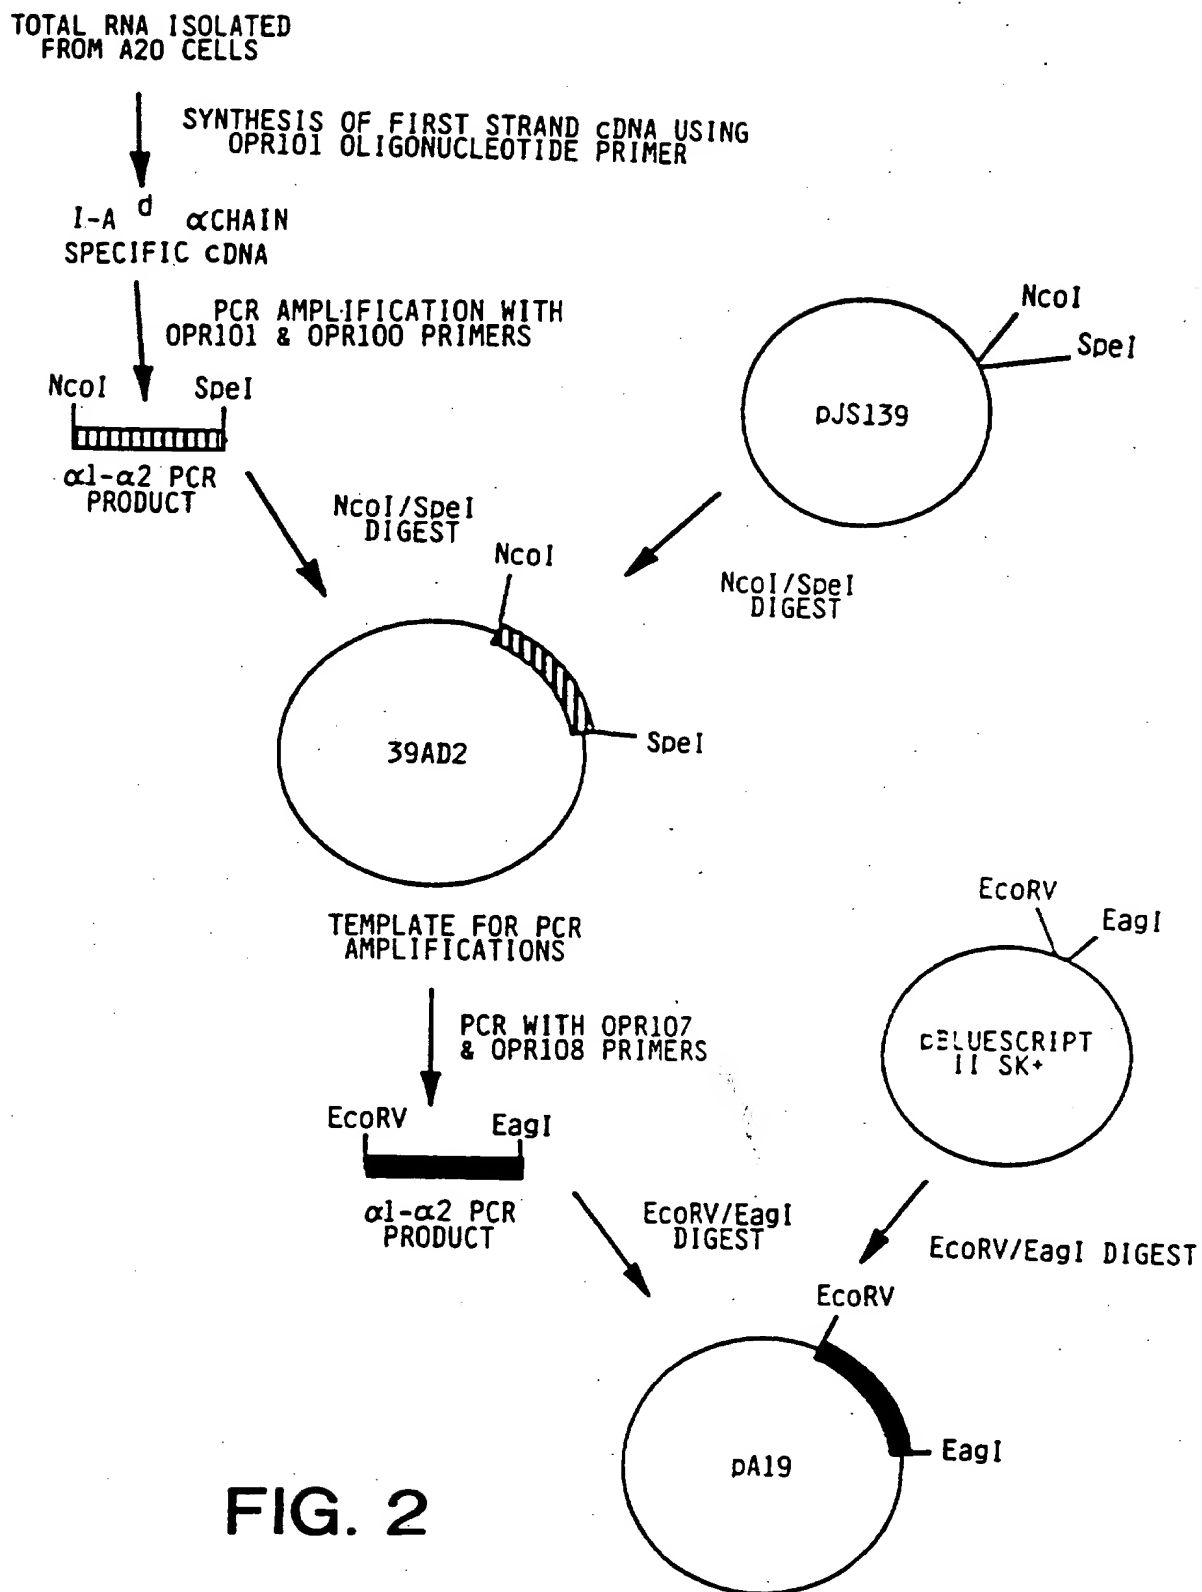 TOTAL RNA ISOLATED
FROM A20 CELLS
SYNTHESIS OF FIRST STRAND cDNA USING
OPR101 OLIGONUCLEOTIDE PRIMER
I-A d αCHAIN
SPECIFIC cDNA
PCR AMPLIFICATION WITH
OPR101 & OPR100 PRIMERS
NcoI
SpeI
α1-α2 PCR
PRODUCT
NcoI
SpeI
pJS139
NcoI/SpeI
DIGEST
NcoI/SpeI
DIGEST
NcoI
39AD2
SpeI
TEMPLATE FOR PCR
AMPLIFICATIONS
PCR WITH OPR107
& OPR108 PRIMERS
EcoRV
EagI
pBLUESCRIPT
II SK+
EcoRV
EagI
α1-α2 PCR
PRODUCT
EcoRV/EagI
DIGEST
EcoRV/EagI DIGEST
EcoRV
pA19
EagI
FIG. 2